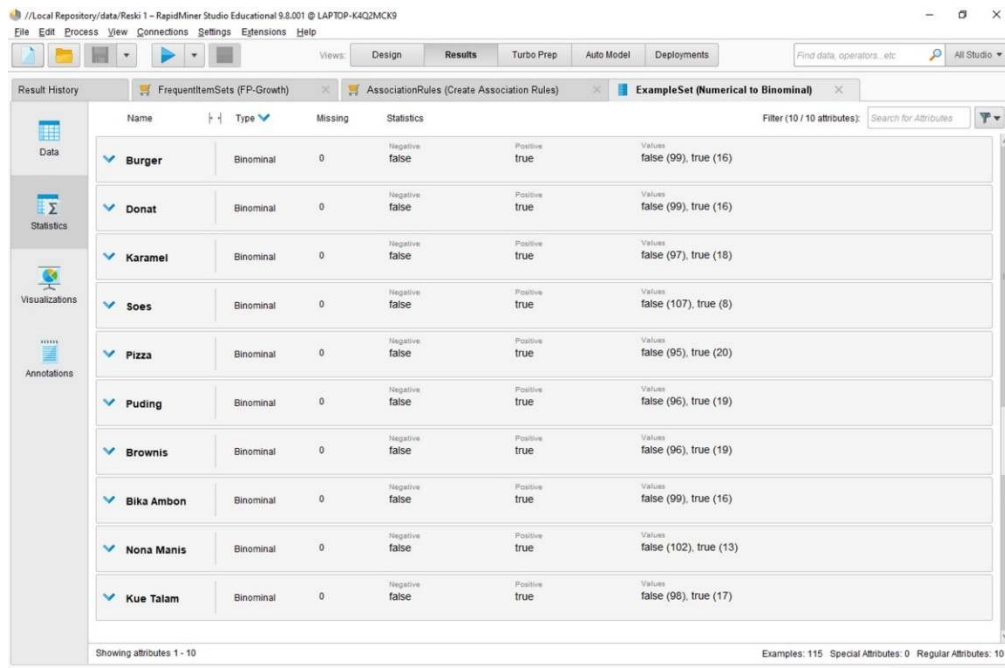 //Local Repository/data/Reski 1 – RapidMiner Studio Educational 9.8.001 @ LAPTOP-K4Q2MCK9
File Edit Process View Connections Settings Extensions Help
Views: Design Results Turbo Prep Auto Model Deployments Find data, operators...etc All Studio
Result History FrequentItemSets (FP-Growth) AssociationRules (Create Association Rules) ExampleSet (Numerical to Binominal)
Name Type Missing Statistics Filter (10 / 10 attributes): Search for Attributes
Data
Negative Positive Values
Burger Binominal 0 false true false (99), true (16)
Statistics
Negative Positive Values
Donat Binominal 0 false true false (99), true (16)
Negative Positive Values
Karamel Binominal 0 false true false (97), true (18)
Visualizations
Negative Positive Values
Soes Binominal 0 false true false (107), true (8)
Annotations
Negative Positive Values
Pizza Binominal 0 false true false (95), true (20)
Negative Positive Values
Puding Binominal 0 false true false (96), true (19)
Negative Positive Values
Brownis Binominal 0 false true false (96), true (19)
Negative Positive Values
Bika Ambon Binominal 0 false true false (99), true (16)
Negative Positive Values
Nona Manis Binominal 0 false true false (102), true (13)
Negative Positive Values
Kue Talam Binominal 0 false true false (98), true (17)
Showing attributes 1 - 10 Examples: 115 Special Attributes: 0 Regular Attributes: 10